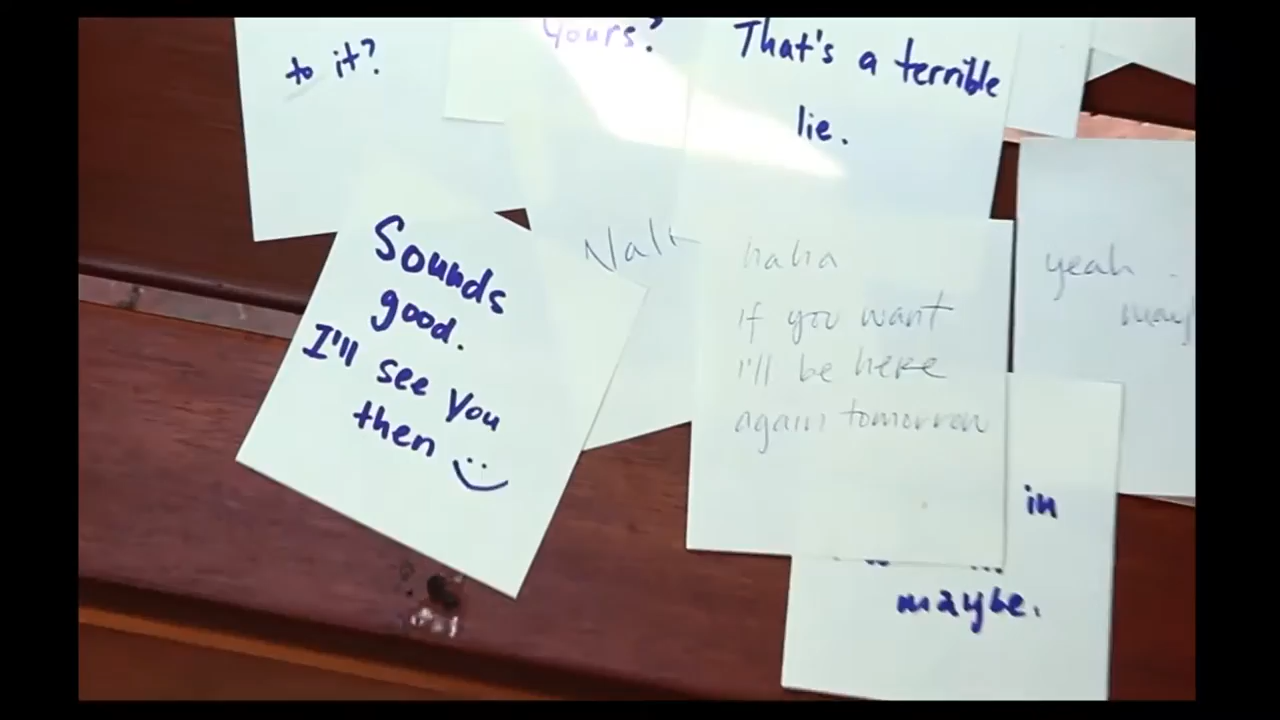 to it?
Yours?
That's a terrible
lie.
Sounds
good.
I'll see you
then
haha
if you want
I'll be here
again tomorrow
yeah
in
maybe.